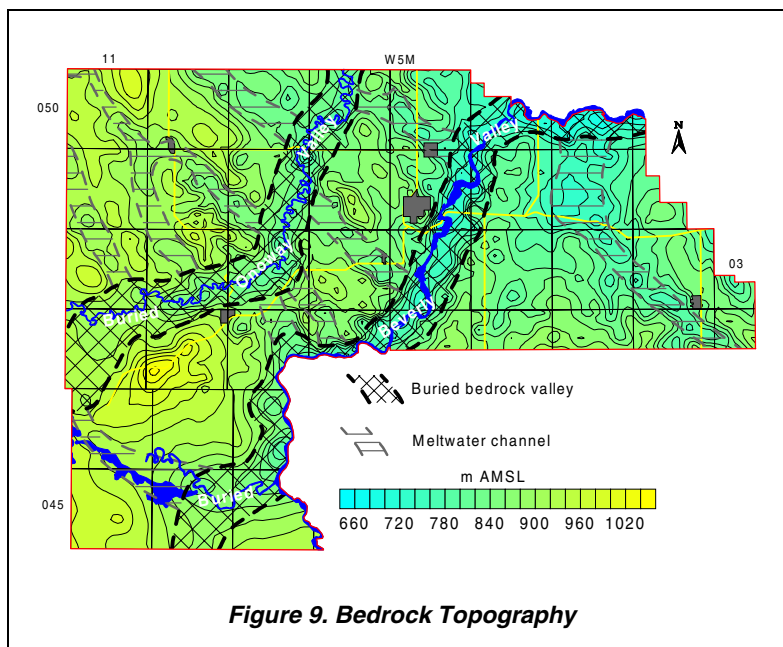 11
W5M
050
N
Valley
Valley
03
Onoway
Buried
Beverly
Buried bedrock valley
Meltwater channel
m AMSL
045
Buried
660 720 780 840 900 960 1020
Figure 9. Bedrock Topography